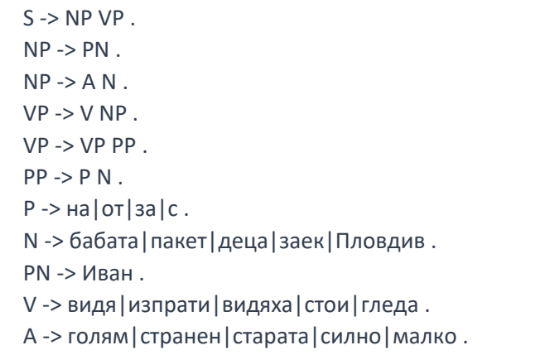 S -> NP VP .
NP -> PN .
NP -> A N .
VP -> V NP .
VP -> VP PP .
PP -> P N .
P -> на|от|за|с .
N -> бабата|пакет|деца|заек|Пловдив .
PN -> Иван .
V -> видя|изпрати|видяха|стои|гледа .
A -> голям|странен|старата|силно|малко .